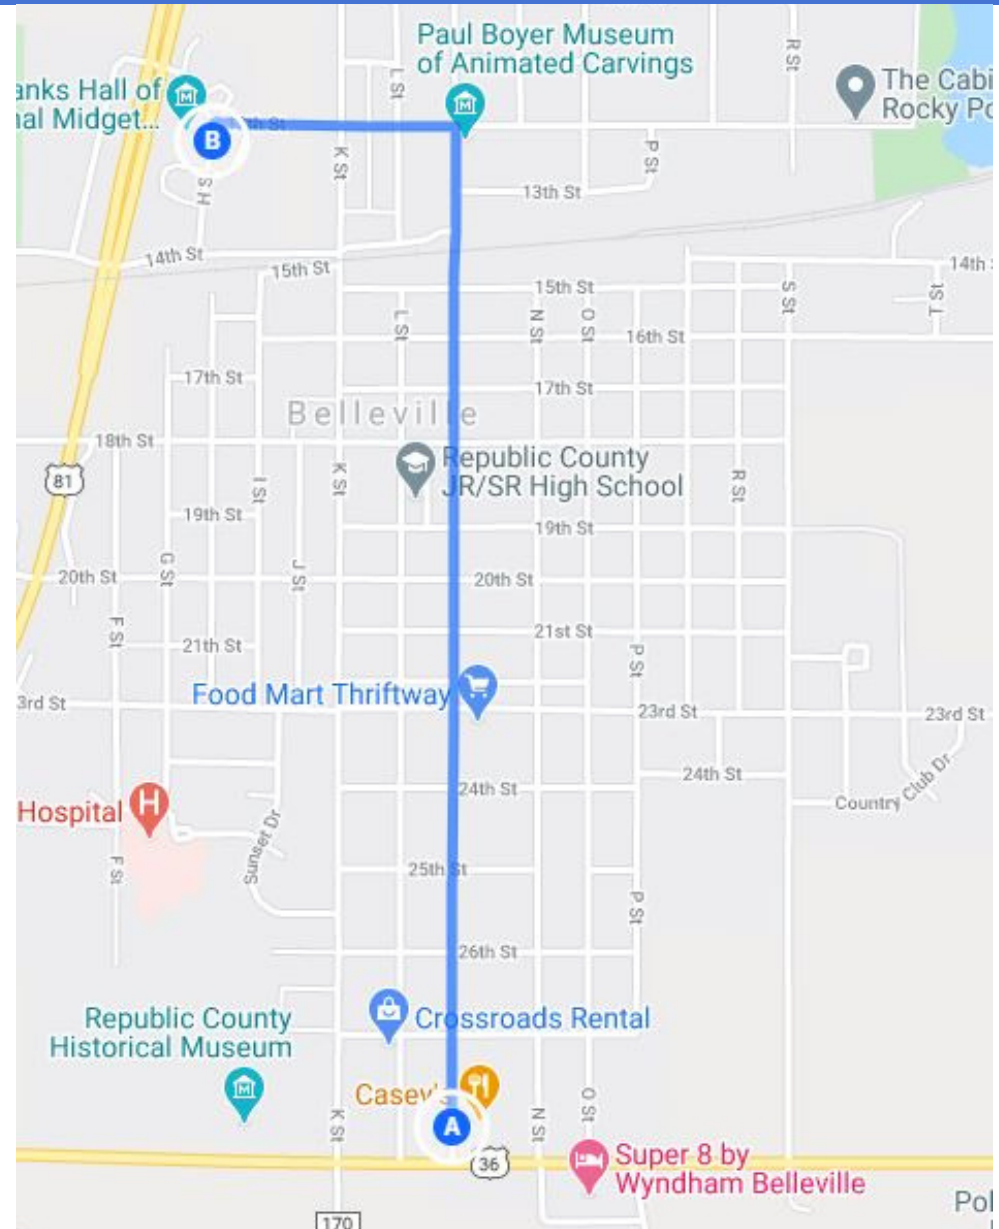 Paul Boyer Museum
of Animated Carvings
R St
L St
anks Hall of
nal Midget...
The Cabi
Rocky Po
B
th St
K St
P St
S H
13th St
14th St
15th St
14th
15th St
S St
T St
L St
N St
O St
16th St
17th St
17th St
Belleville
18th St
81
Republic County
JR/SR High School
K St
I St
R St
19th St
19th St
G St
J St
20th St
20th St
F St
21st St
21th St
P St
Food Mart Thriftway
3rd St
23rd St
23rd St
24th St
24th St
Country Club Dr
Hospital
H
Sunset Dr
F St
25th St
P St
26th St
Republic County
Historical Museum
Crossroads Rental
Casey's
A
K St
N St
O St
36
Super 8 by
Wyndham Belleville
Pol
170